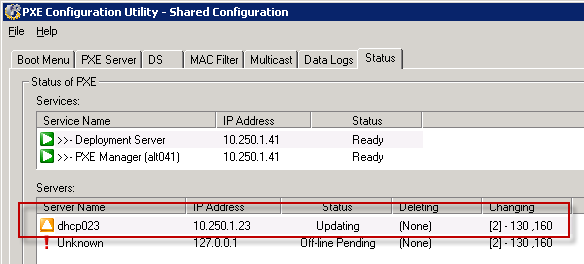 PXE Configuration Utility - Shared Configuration
File Help
Boot Menu PXE Server DS MAC Filter Multicast Data Logs Status
Status of PXE
Services:
Service Name IP Address Status
>>- Deployment Server 10.250.1.41 Ready
>>- PXE Manager (alt041) 10.250.1.41 Ready
Servers:
Server Name IP Address Status Deleting Changing
dhcp023 10.250.1.23 Updating (None) [2] - 130 ,160
Unknown 127.0.0.1 Off-line Pending (None) [2] - 130 ,160